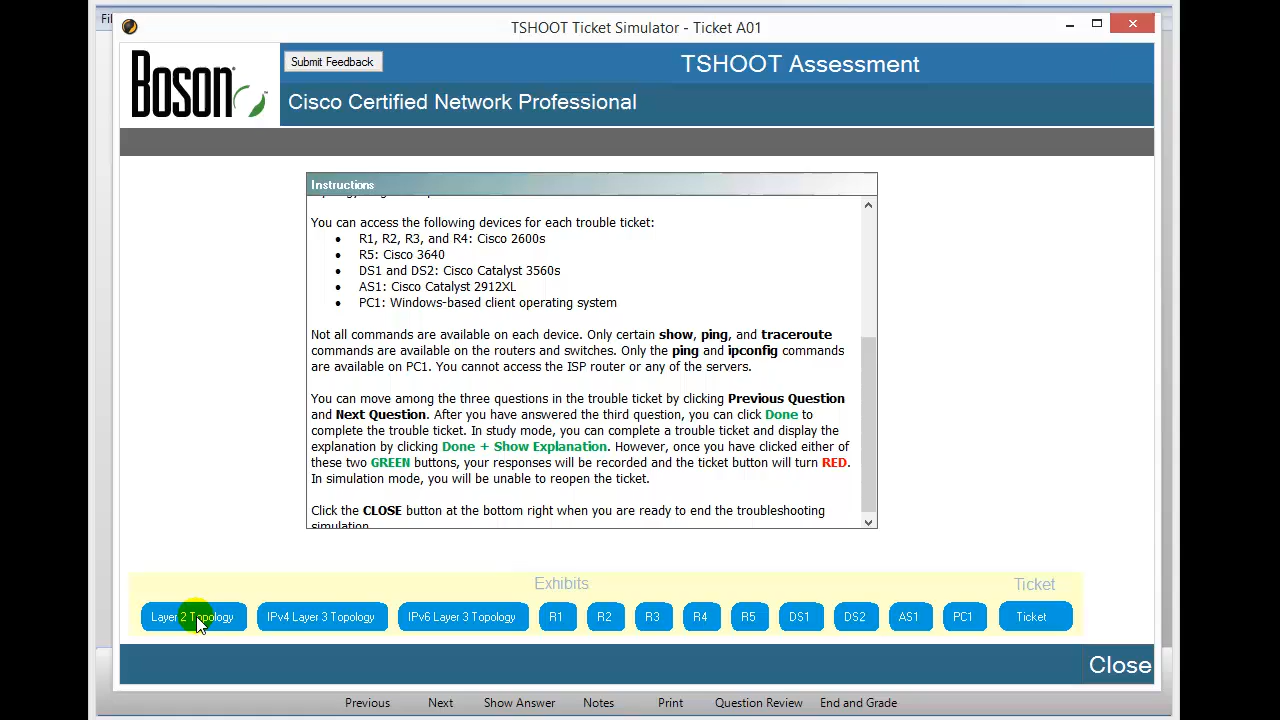 Fil
TSHOOT Ticket Simulator - Ticket A01
BOSON™
Submit Feedback
TSHOOT Assessment
Cisco Certified Network Professional
Instructions
You can access the following devices for each trouble ticket:
• R1, R2, R3, and R4: Cisco 2600s
• R5: Cisco 3640
• DS1 and DS2: Cisco Catalyst 3560s
• AS1: Cisco Catalyst 2912XL
• PC1: Windows-based client operating system
Not all commands are available on each device. Only certain show, ping, and traceroute
commands are available on the routers and switches. Only the ping and ipconfig commands
are available on PC1. You cannot access the ISP router or any of the servers.
You can move among the three questions in the trouble ticket by clicking Previous Question
and Next Question. After you have answered the third question, you can click Done to
complete the trouble ticket. In study mode, you can complete a trouble ticket and display the
explanation by clicking Done + Show Explanation. However, once you have clicked either of
these two GREEN buttons, your responses will be recorded and the ticket button will turn RED.
In simulation mode, you will be unable to reopen the ticket.
Click the CLOSE button at the bottom right when you are ready to end the troubleshooting
simulation
Exhibits
Ticket
Layer 2 Topology
IPv4 Layer 3 Topology
IPv6 Layer 3 Topology
R1
R2
R3
R4
R5
DS1
DS2
AS1
PC1
Ticket
Close
Previous
Next
Show Answer
Notes
Print
Question Review
End and Grade